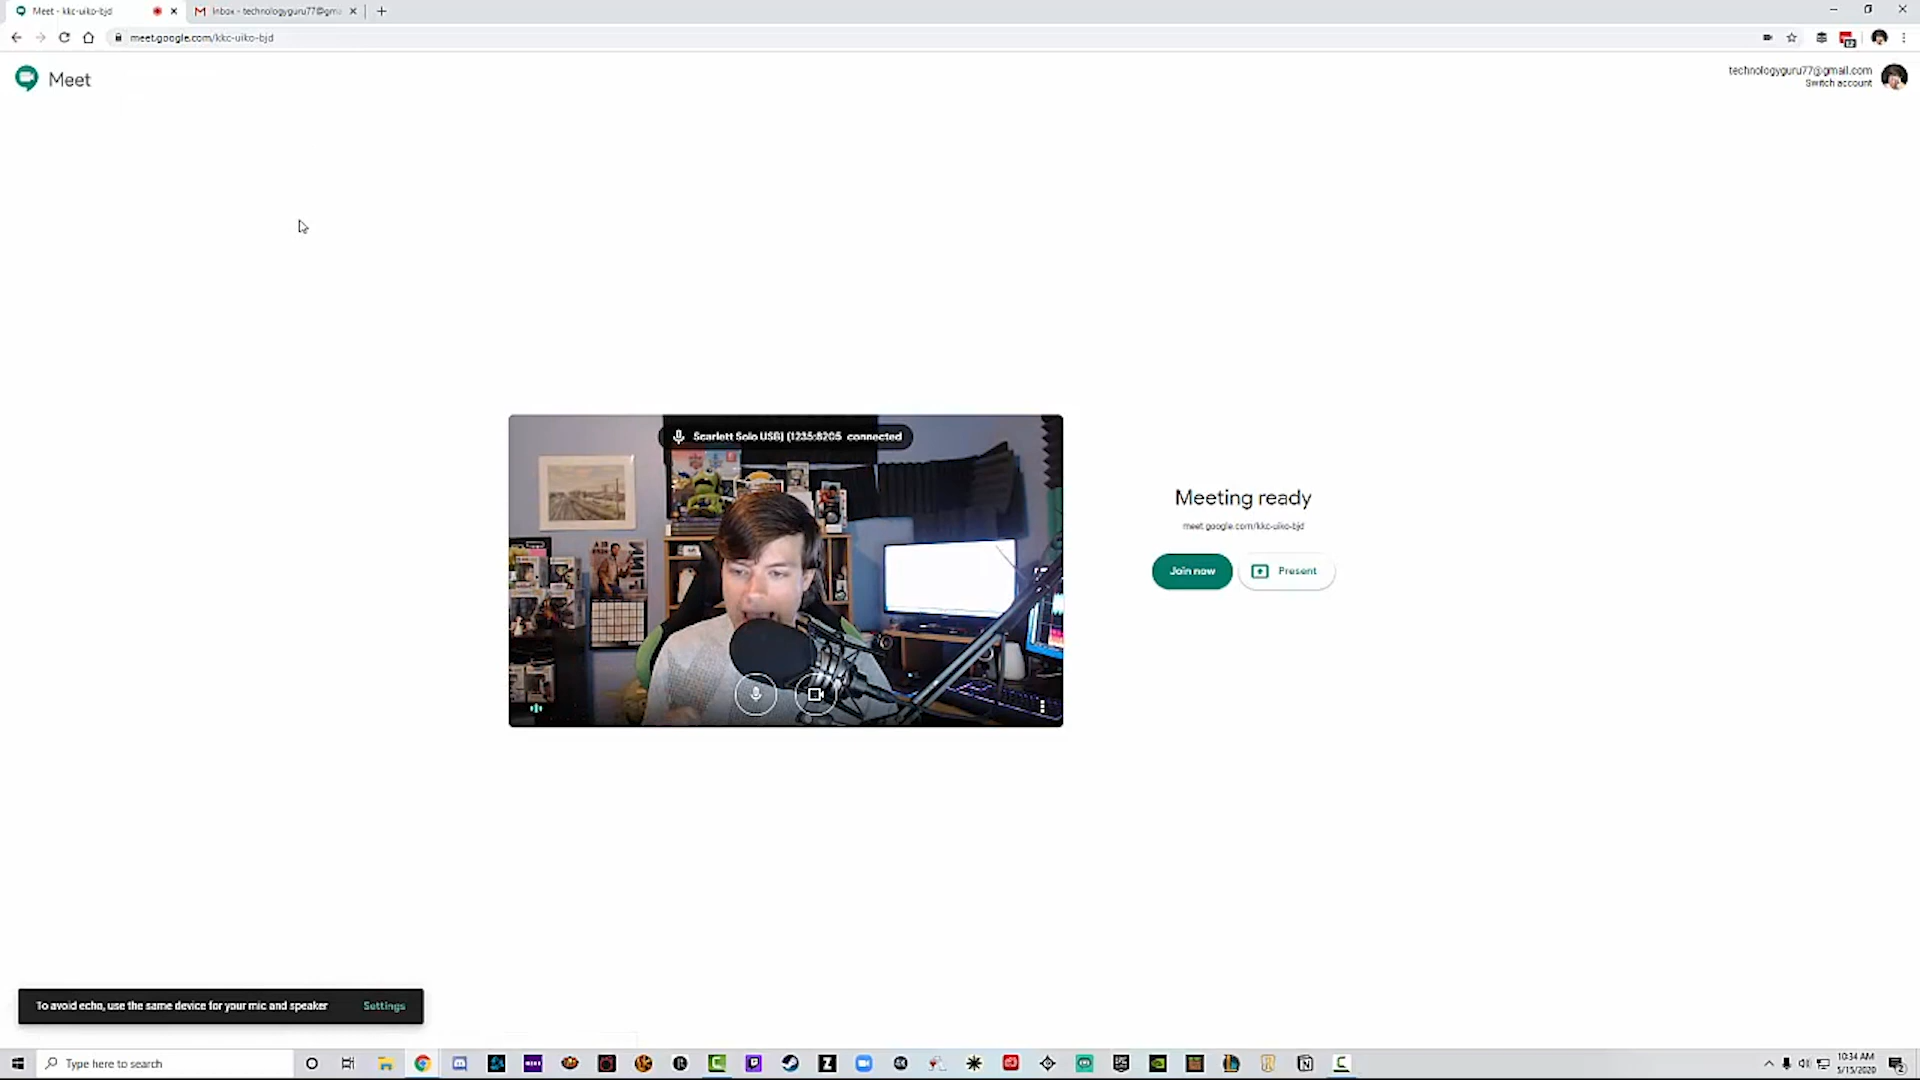 Meet - kkc-uiko-bjd
Inbox - technologyguru77@gma
meet.google.com/kkc-uiko-bjd
Meet
technologyguru77@gmail.com
Switch account
Scarlett Solo USB) (1235:8205 connected
Meeting ready
meet.google.com/kkc-uiko-bjd
Join now
Present
To avoid echo, use the same device for your mic and speaker
Settings
Type here to search
10:34 AM
5/15/2020